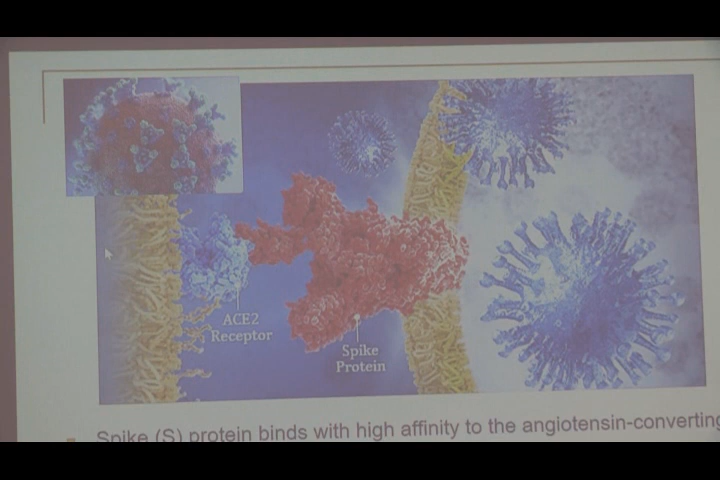 ACE2
Receptor
Spike
Protein
Spike (S) protein binds with high affinity to the angiotensin-converting